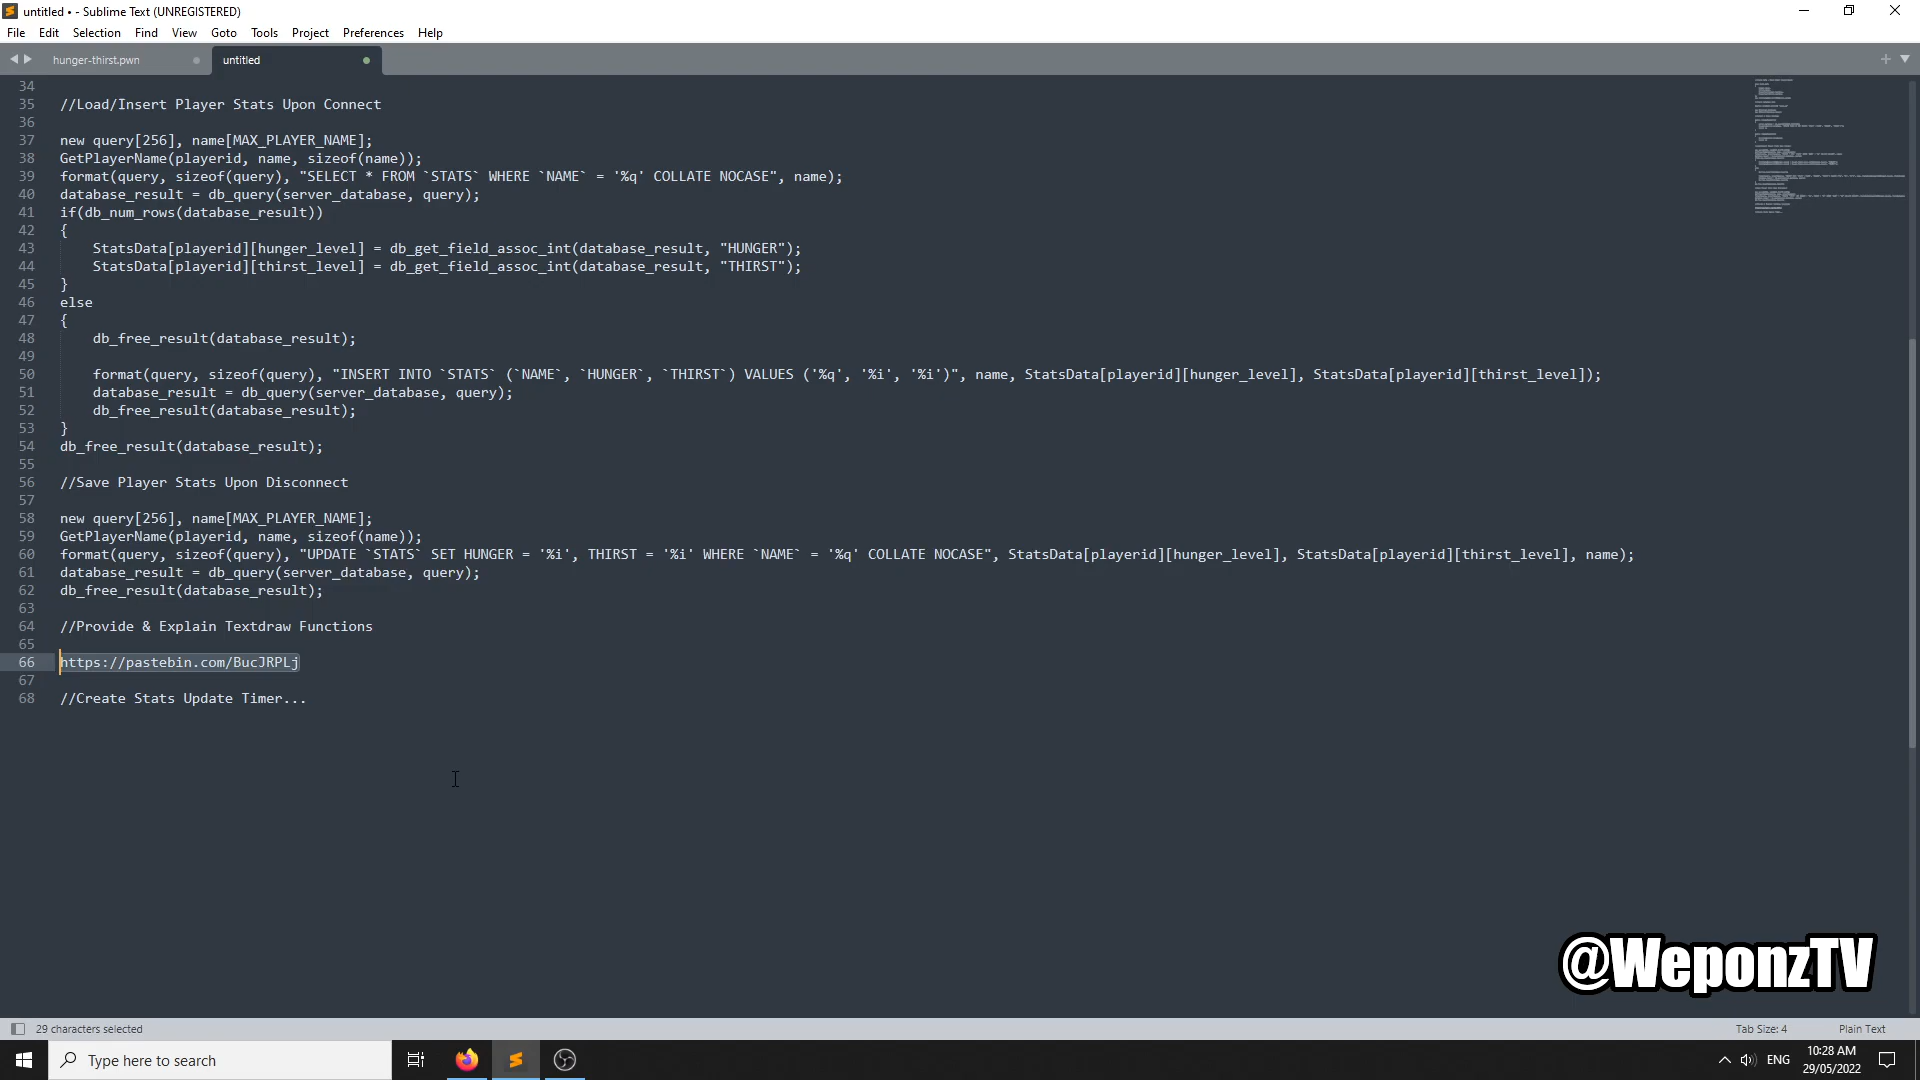 untitled • - Sublime Text (UNREGISTERED)
File Edit Selection Find View Goto Tools Project Preferences Help
hunger-thirst.pwn untitled
34
35 //Load/Insert Player Stats Upon Connect
36
37 new query[256], name[MAX_PLAYER_NAME];
38 GetPlayerName(playerid, name, sizeof(name));
39 format(query, sizeof(query), "SELECT * FROM `STATS` WHERE `NAME` = '%q' COLLATE NOCASE", name);
40 database_result = db_query(server_database, query);
41 if(db_num_rows(database_result))
42 {
43 StatsData[playerid][hunger_level] = db_get_field_assoc_int(database_result, "HUNGER");
44 StatsData[playerid][thirst_level] = db_get_field_assoc_int(database_result, "THIRST");
45 }
46 else
47 {
48 db_free_result(database_result);
49
50 format(query, sizeof(query), "INSERT INTO `STATS` (`NAME`, `HUNGER`, `THIRST`) VALUES ('%q', '%i', '%i')", name, StatsData[playerid][hunger_level], StatsData[playerid][thirst_level]);
51 database_result = db_query(server_database, query);
52 db_free_result(database_result);
53 }
54 db_free_result(database_result);
55
56 //Save Player Stats Upon Disconnect
57
58 new query[256], name[MAX_PLAYER_NAME];
59 GetPlayerName(playerid, name, sizeof(name));
60 format(query, sizeof(query), "UPDATE `STATS` SET HUNGER = '%i', THIRST = '%i' WHERE `NAME` = '%q' COLLATE NOCASE", StatsData[playerid][hunger_level], StatsData[playerid][thirst_level], name);
61 database_result = db_query(server_database, query);
62 db_free_result(database_result);
63
64 //Provide & Explain Textdraw Functions
65
66 https://pastebin.com/BucJRPLj
67
68 //Create Stats Update Timer...
@WeponzTV
29 characters selected Tab Size: 4 Plain Text
Type here to search ENG 10:28 AM
29/05/2022